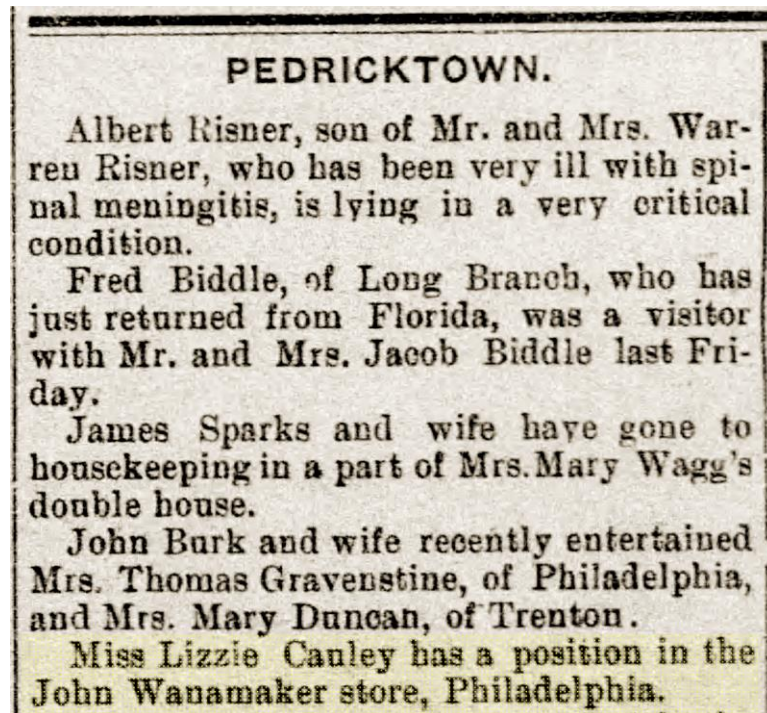 PEDRICKTOWN.
Albert Risner, son of Mr. and Mrs. War-
ren Risner, who has been very ill with spi-
nal meningitis, is lying in a very critical
condition.
Fred Biddle, of Long Branch, who has
just returned from Florida, was a visitor
with Mr. and Mrs. Jacob Biddle last Fri-
day.
James Sparks and wife have gone to
housekeeping in a part of Mrs. Mary Wagg's
double house.
John Burk and wife recently entertained
Mrs. Thomas Gravenstine, of Philadelphia,
and Mrs. Mary Duncan, of Trenton.
Miss Lizzie Canley has a position in the
John Wanamaker store, Philadelphia.